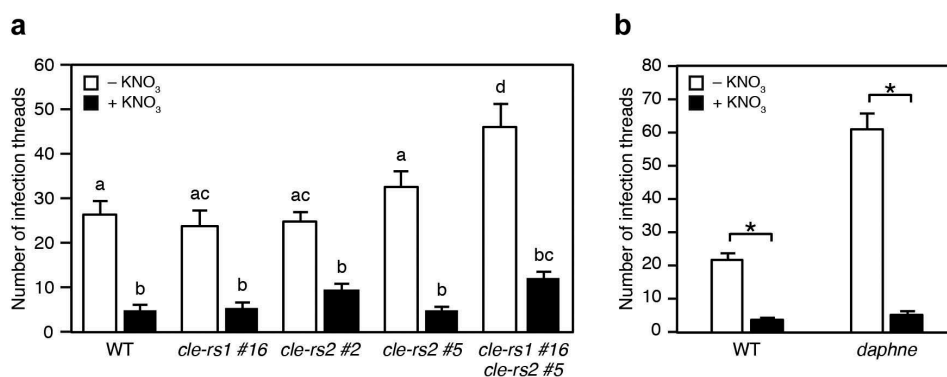 a
Number of infection threads
60
50
40
30
20
10
0
– KNO₃
+ KNO₃
a
b
ac
b
ac
b
a
b
d
bc
WT
cle-rs1 #16
cle-rs2 #2
cle-rs2 #5
cle-rs1 #16
cle-rs2 #5
b
Number of infection threads
80
70
60
50
40
30
20
10
0
– KNO₃
+ KNO₃
*
*
WT
daphne